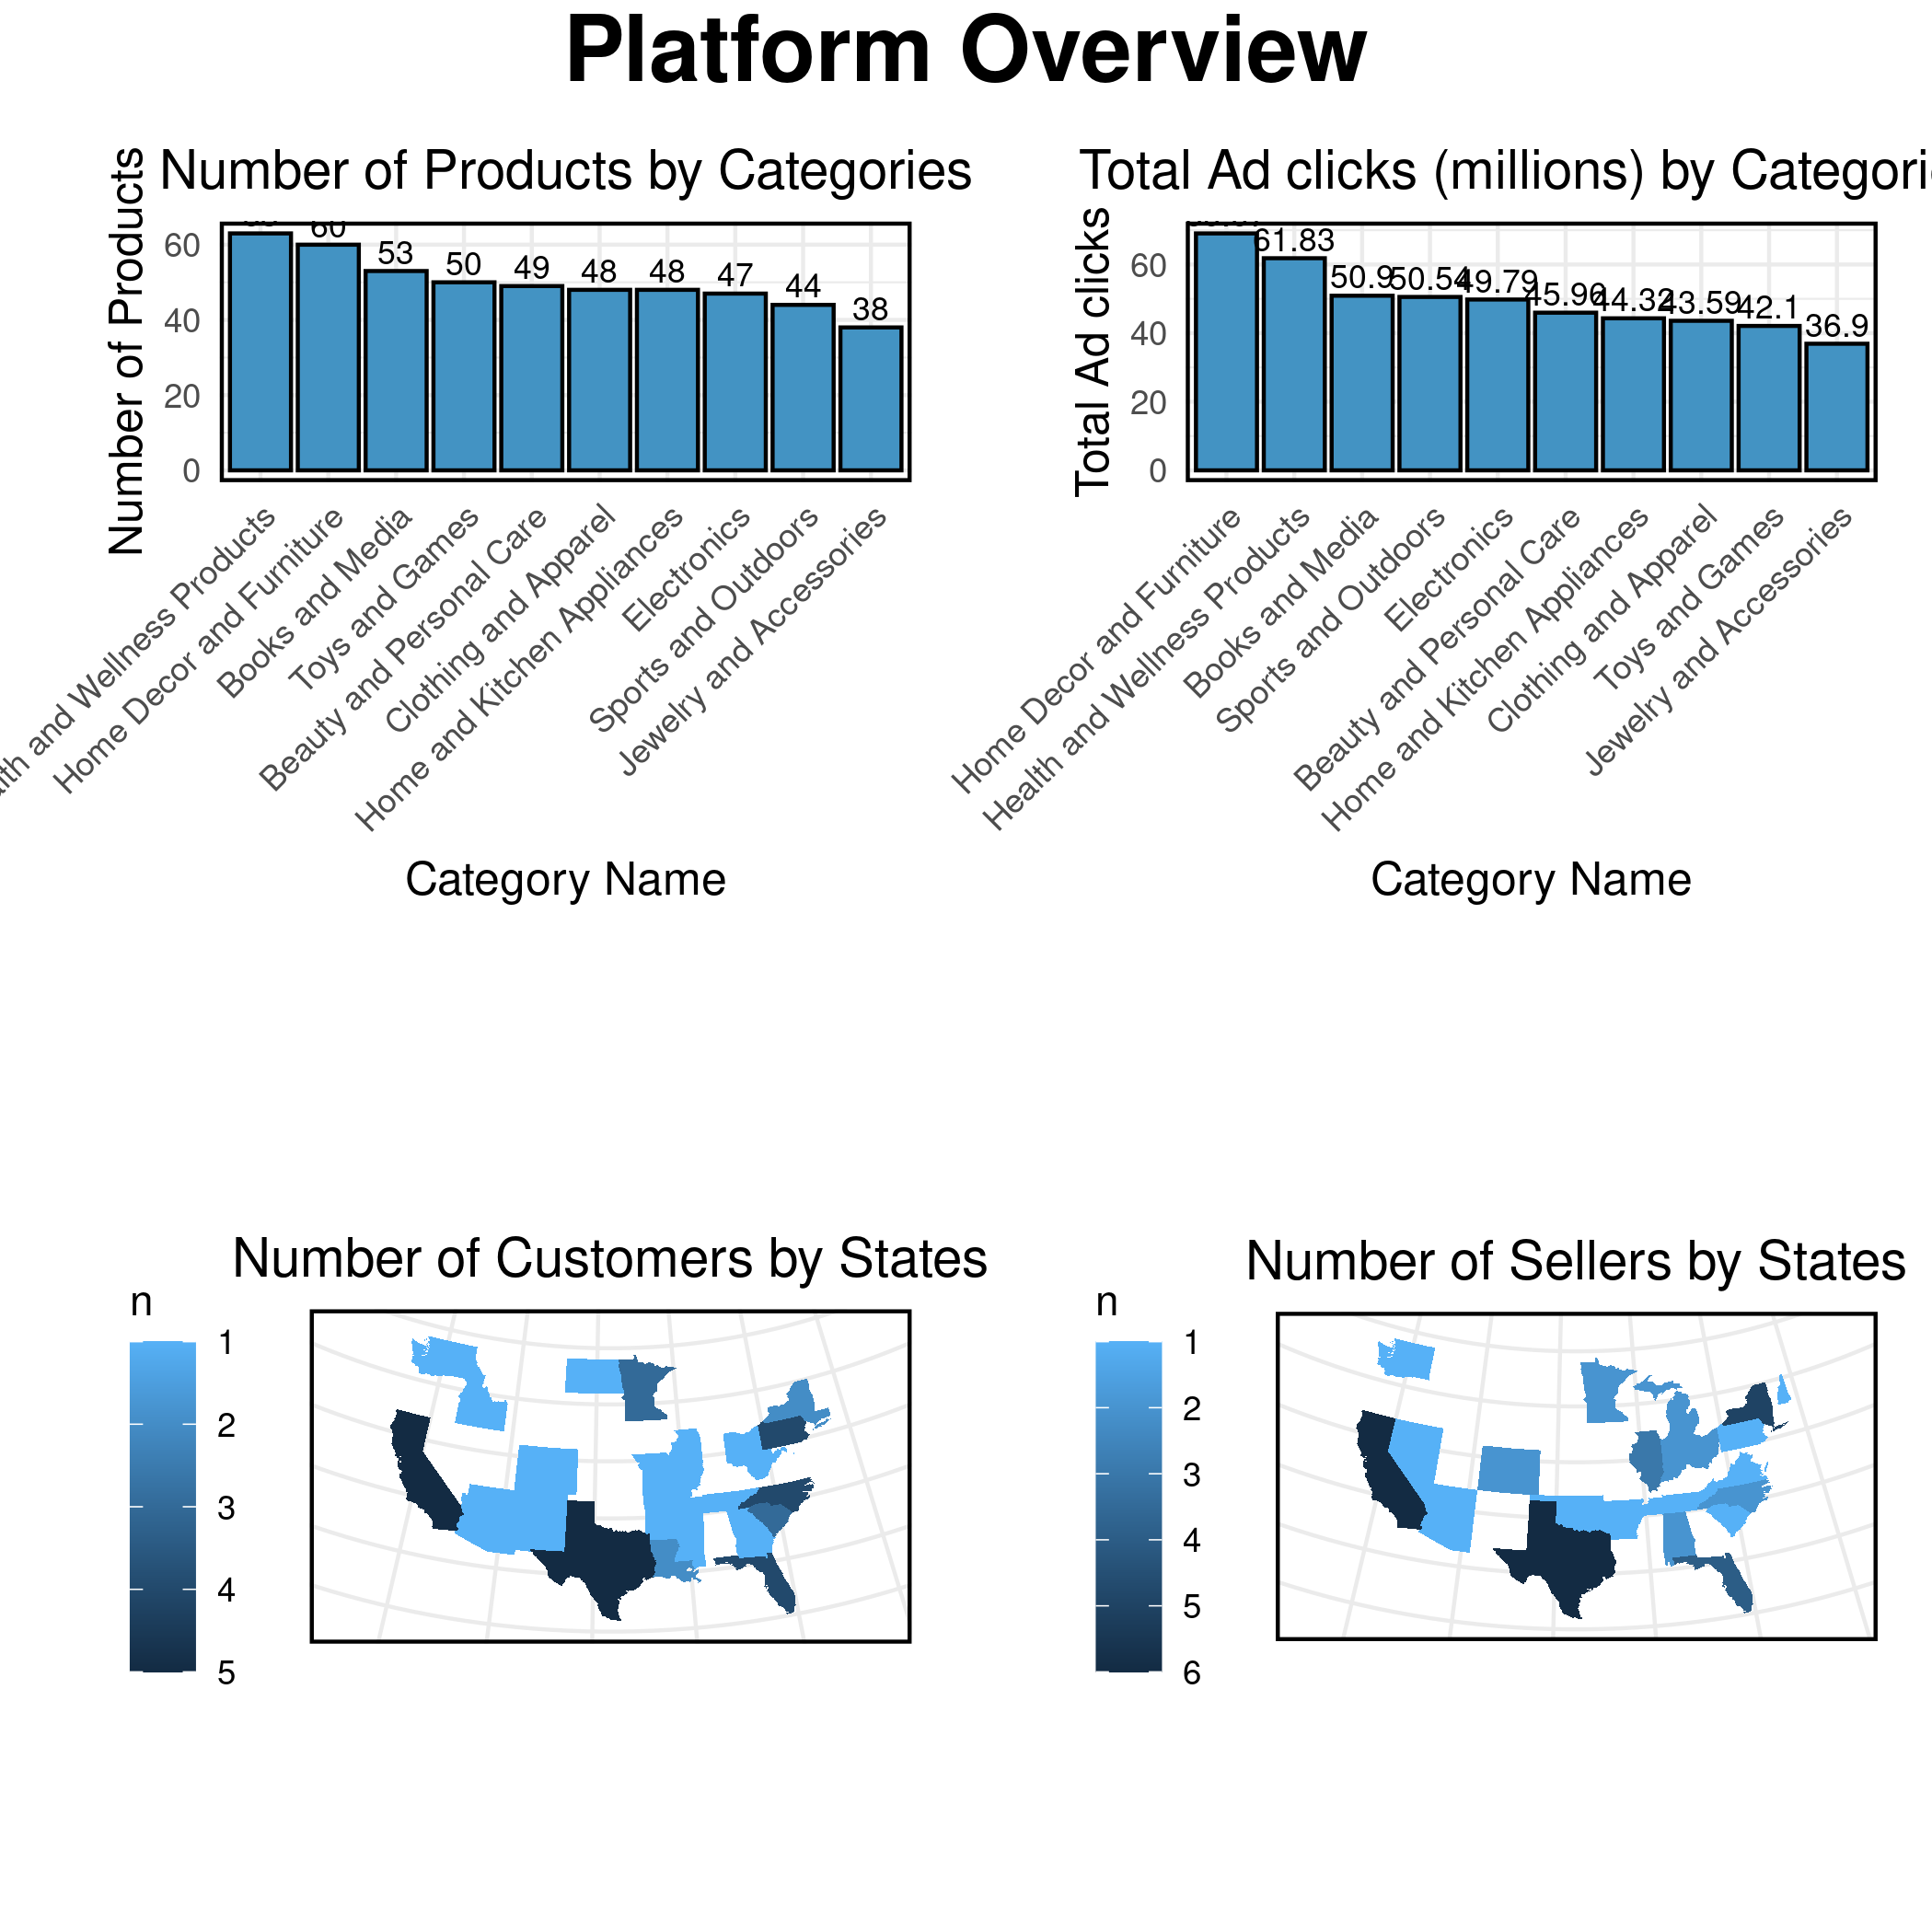 Platform Overview
Number of Products by Categories
Number of Products
60
40
20
0
60
53
50
49
48
48
47
44
38
and Wellness Products
Home Decor and Furniture
Books and Media
Toys and Games
Beauty and Personal Care
Clothing and Apparel
Home and Kitchen Appliances
Electronics
Sports and Outdoors
Jewelry and Accessories
Category Name
Total Ad clicks (millions) by Categori
Total Ad clicks
60
40
20
0
61.83
50.9
50.54
49.79
45.96
44.32
43.59
42.1
36.9
Home Decor and Furniture
Health and Wellness Products
Books and Media
Sports and Outdoors
Electronics
Beauty and Personal Care
Home and Kitchen Appliances
Clothing and Apparel
Toys and Games
Jewelry and Accessories
Category Name
Number of Customers by States
n
1
2
3
4
5
Number of Sellers by States
n
1
2
3
4
5
6